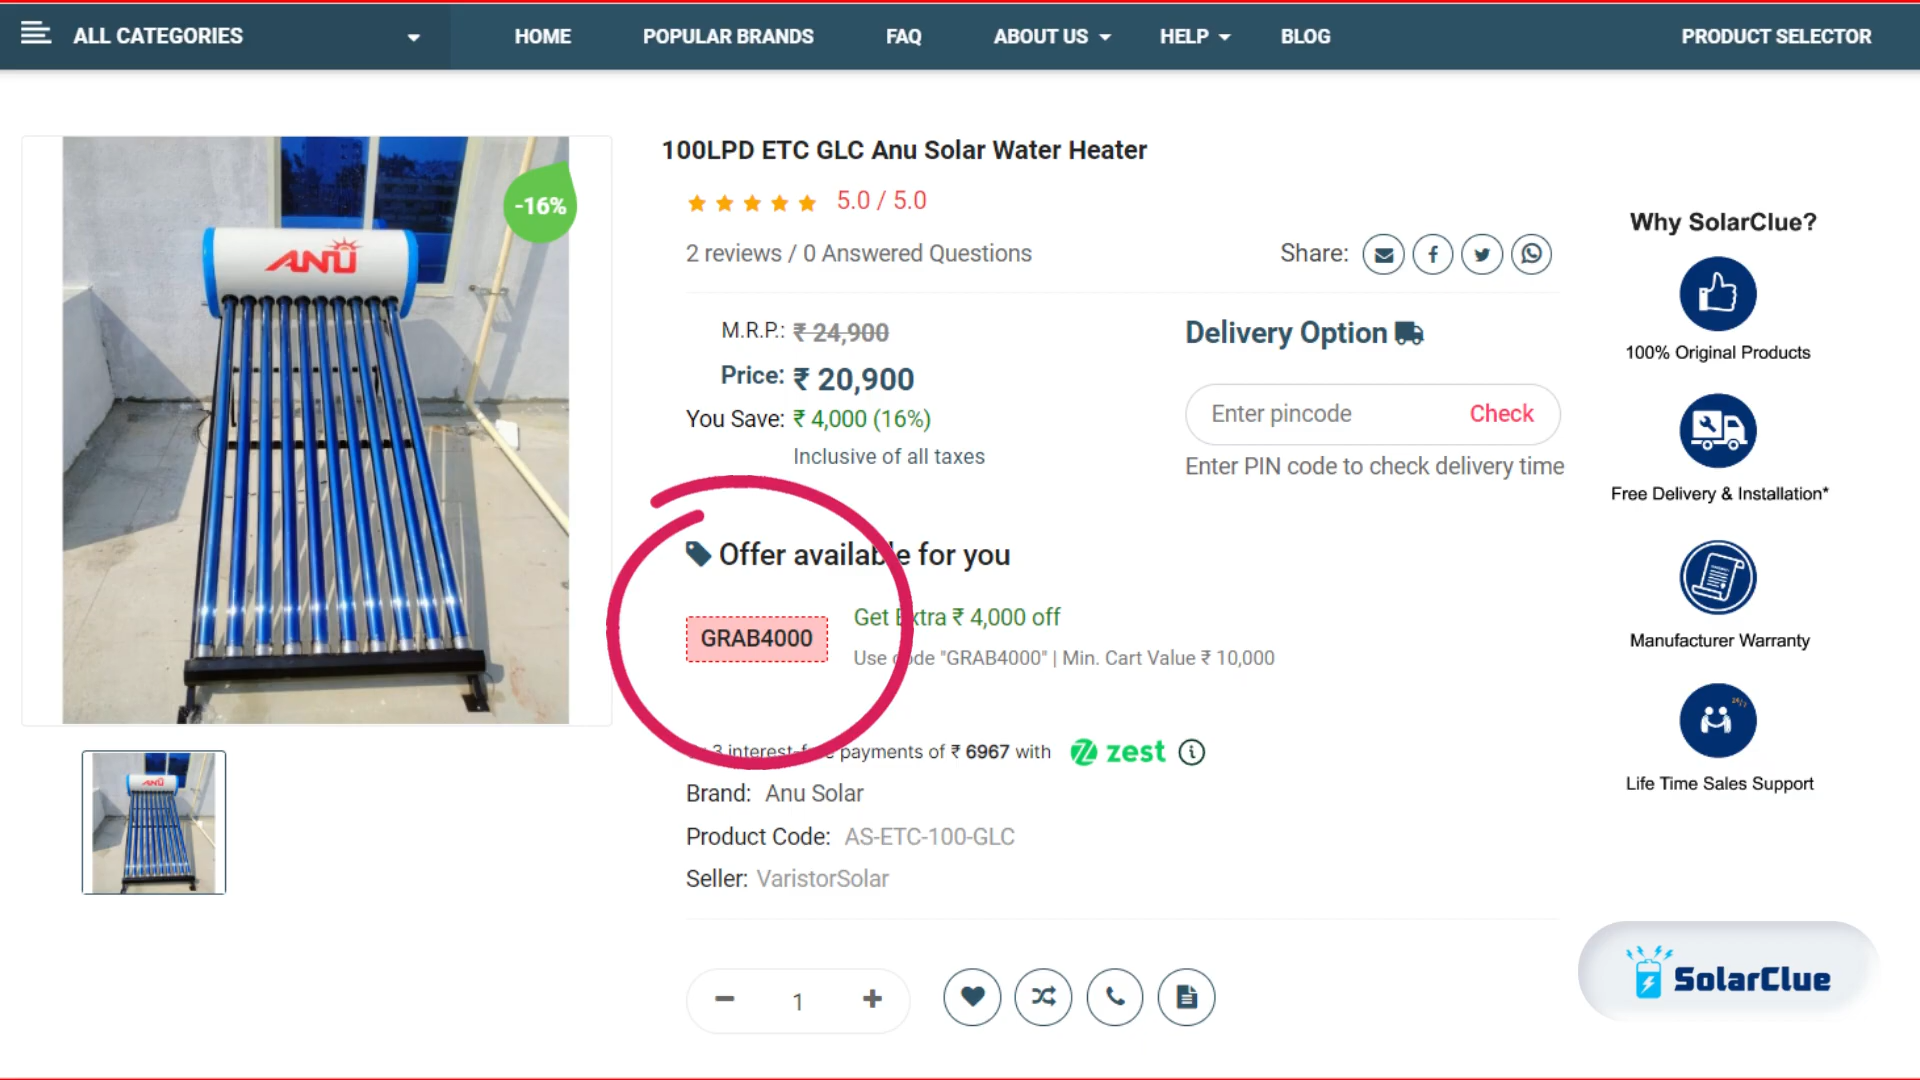 ALL CATEGORIES
HOME
POPULAR BRANDS
FAQ
ABOUT US
HELP
BLOG
PRODUCT SELECTOR
-16%
ANU
100LPD ETC GLC Anu Solar Water Heater
5.0 / 5.0
2 reviews / 0 Answered Questions
Share:
M.R.P.: ₹ 24,900
Price: ₹ 20,900
You Save: ₹ 4,000 (16%)
Inclusive of all taxes
Delivery Option
Enter pincode
Check
Enter PIN code to check delivery time
Offer available for you
GRAB4000
Get Extra ₹ 4,000 off
Use code "GRAB4000" | Min. Cart Value ₹ 10,000
3 interest-free payments of ₹ 6967 with zest
Brand: Anu Solar
Product Code: AS-ETC-100-GLC
Seller: VaristorSolar
1
Why SolarClue?
100% Original Products
Free Delivery & Installation*
Manufacturer Warranty
24/7
Life Time Sales Support
SolarClue
ANU